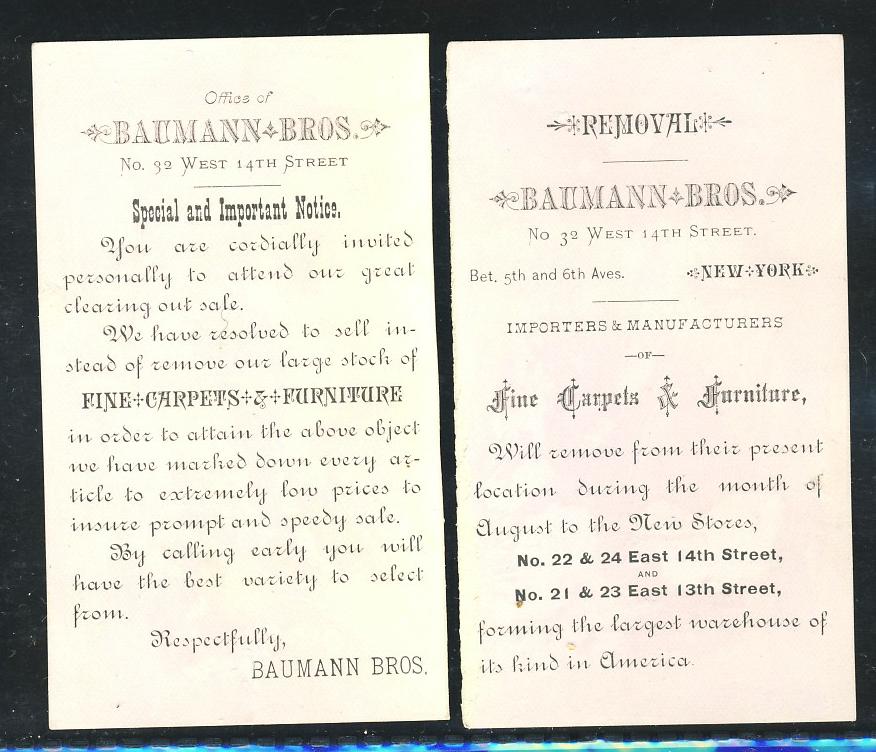 Office of
BAUMANN BROS.
No. 32 West 14th Street
Special and Important Notice.
You are cordially invited
personally to attend our great
clearing out sale.
We have resolved to sell in-
stead of remove our large stock of
FINE CARPETS & FURNITURE
in order to attain the above object
we have marked down every ar-
ticle to extremely low prices to
insure prompt and speedy sale.
By calling early you will
have the best variety to select
from.
Respectfully,
BAUMANN BROS.
REMOVAL
BAUMANN BROS.
No 32 West 14th Street.
Bet. 5th and 6th Aves. NEW YORK
IMPORTERS & MANUFACTURERS
—OF—
Fine Carpets & Furniture,
Will remove from their present
location during the month of
August to the New Stores,
No. 22 & 24 East 14th Street,
AND
No. 21 & 23 East 13th Street,
forming the largest warehouse of
its kind in America.